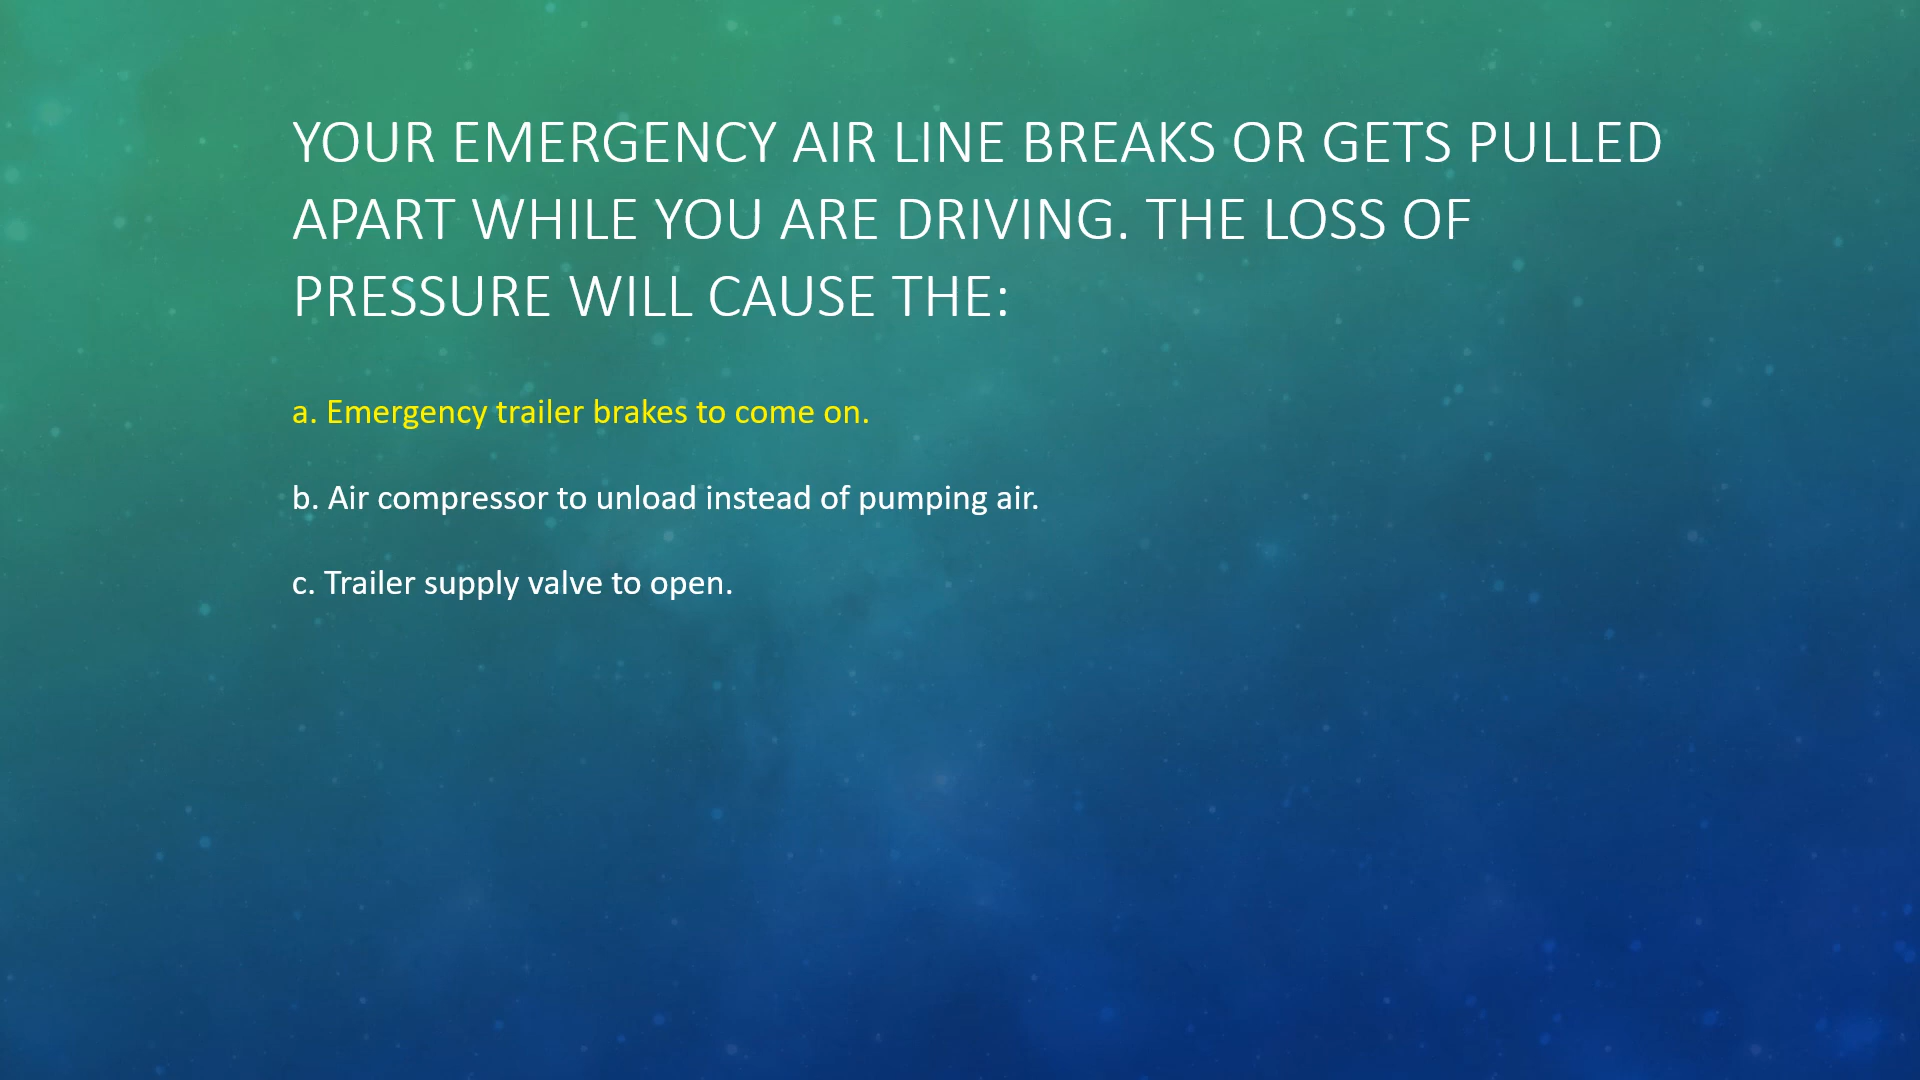 YOUR EMERGENCY AIR LINE BREAKS OR GETS PULLED
APART WHILE YOU ARE DRIVING. THE LOSS OF
PRESSURE WILL CAUSE THE:
a. Emergency trailer brakes to come on.
b. Air compressor to unload instead of pumping air.
c. Trailer supply valve to open.